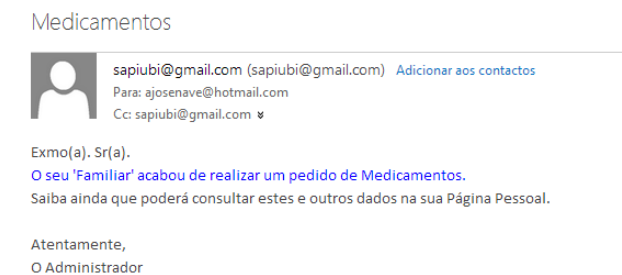 Medicamentos
sapiubi@gmail.com (sapiubi@gmail.com) Adicionar aos contactos
Para: ajosenave@hotmail.com
Cc: sapiubi@gmail.com
Exmo(a). Sr(a).
O seu 'Familiar' acabou de realizar um pedido de Medicamentos.
Saiba ainda que poderá consultar estes e outros dados na sua Página Pessoal.
Atentamente,
O Administrador